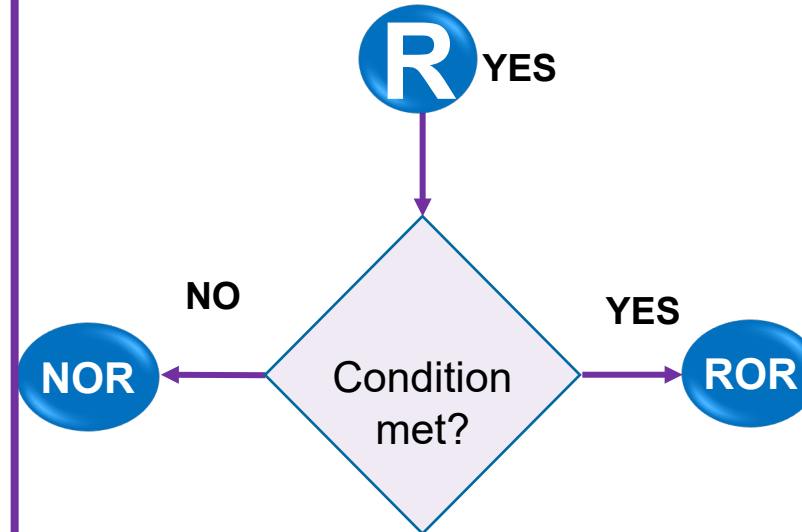 R YES
NO
YES
NOR
Condition
met?
ROR